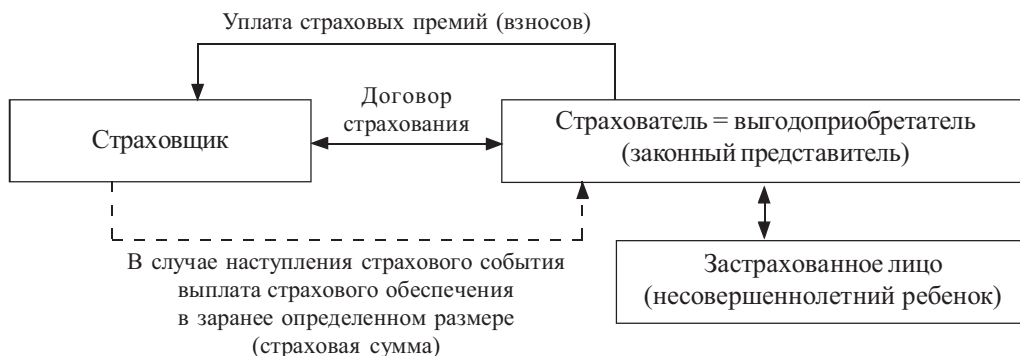 Уплата страховых премий (взносов)
Договор
страхования
Страховщик
Страхователь = выгодоприобретатель
(законный представитель)
В случае наступления страхового события
выплата страхового обеспечения
в заранее определенном размере
(страховая сумма)
Застрахованное лицо
(несовершеннолетний ребенок)